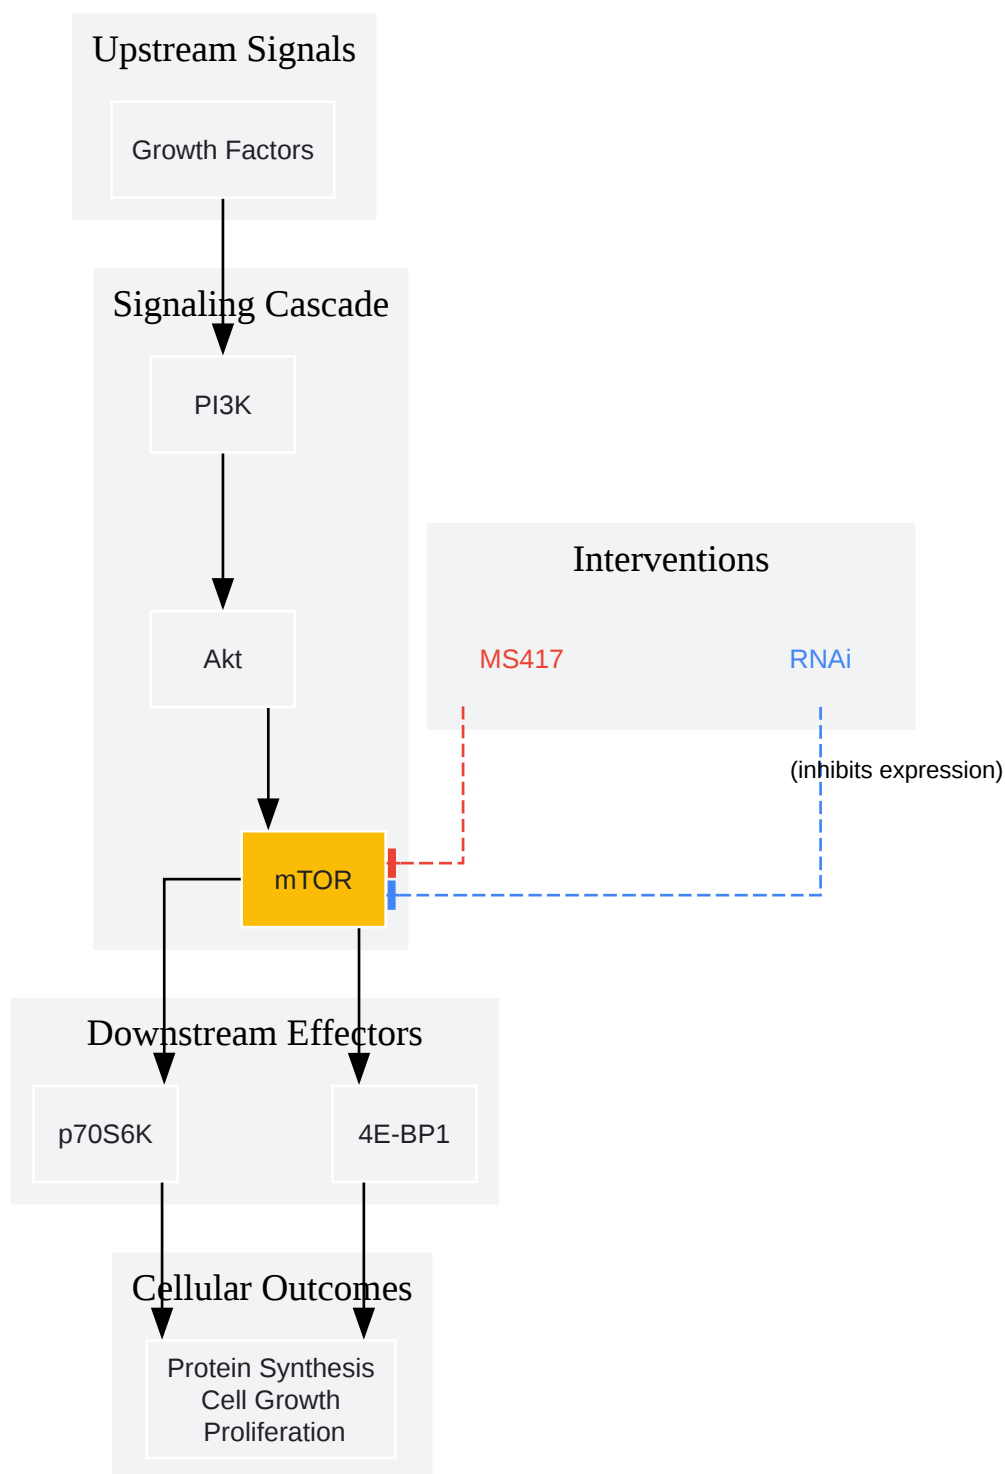 Upstream Signals
Growth Factors
Signaling Cascade
PI3K
Interventions
Akt
MS417
RNAi
(inhibits expression)
mTOR
Downstream Effectors
p70S6K
4E-BP1
Cellular Outcomes
Protein Synthesis
Cell Growth
Proliferation